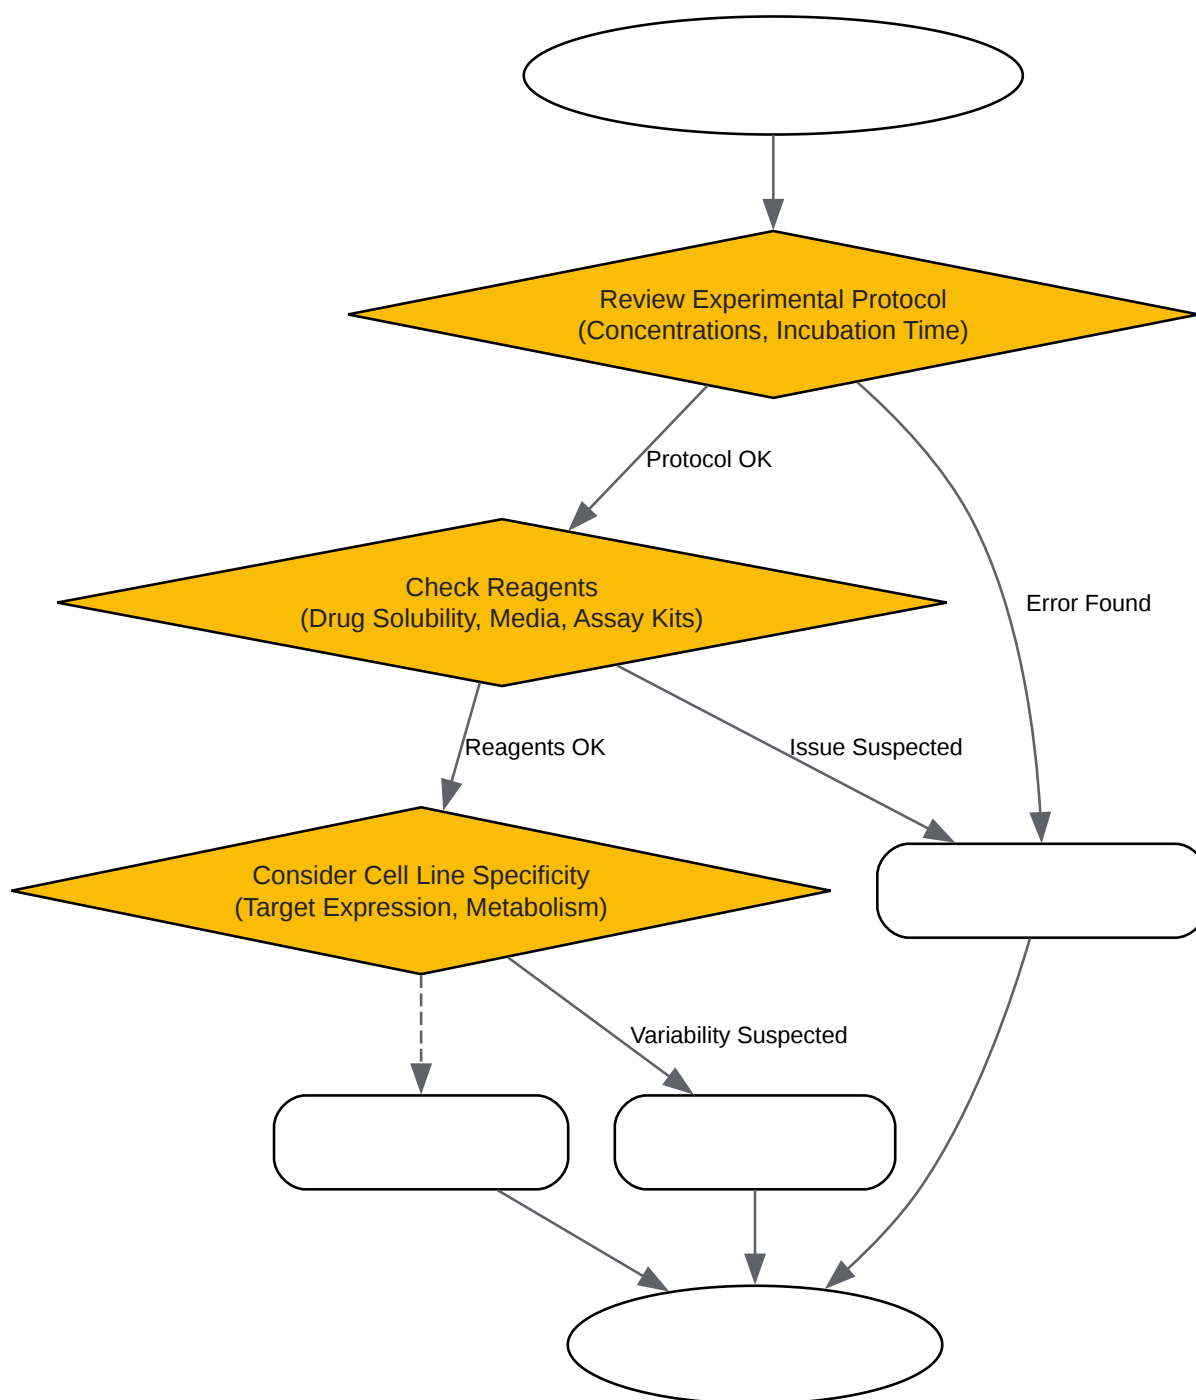 Review Experimental Protocol
(Concentrations, Incubation Time)
Protocol OK
Check Reagents
(Drug Solubility, Media, Assay Kits)
Error Found
Reagents OK
Issue Suspected
Consider Cell Line Specificity
(Target Expression, Metabolism)
Variability Suspected